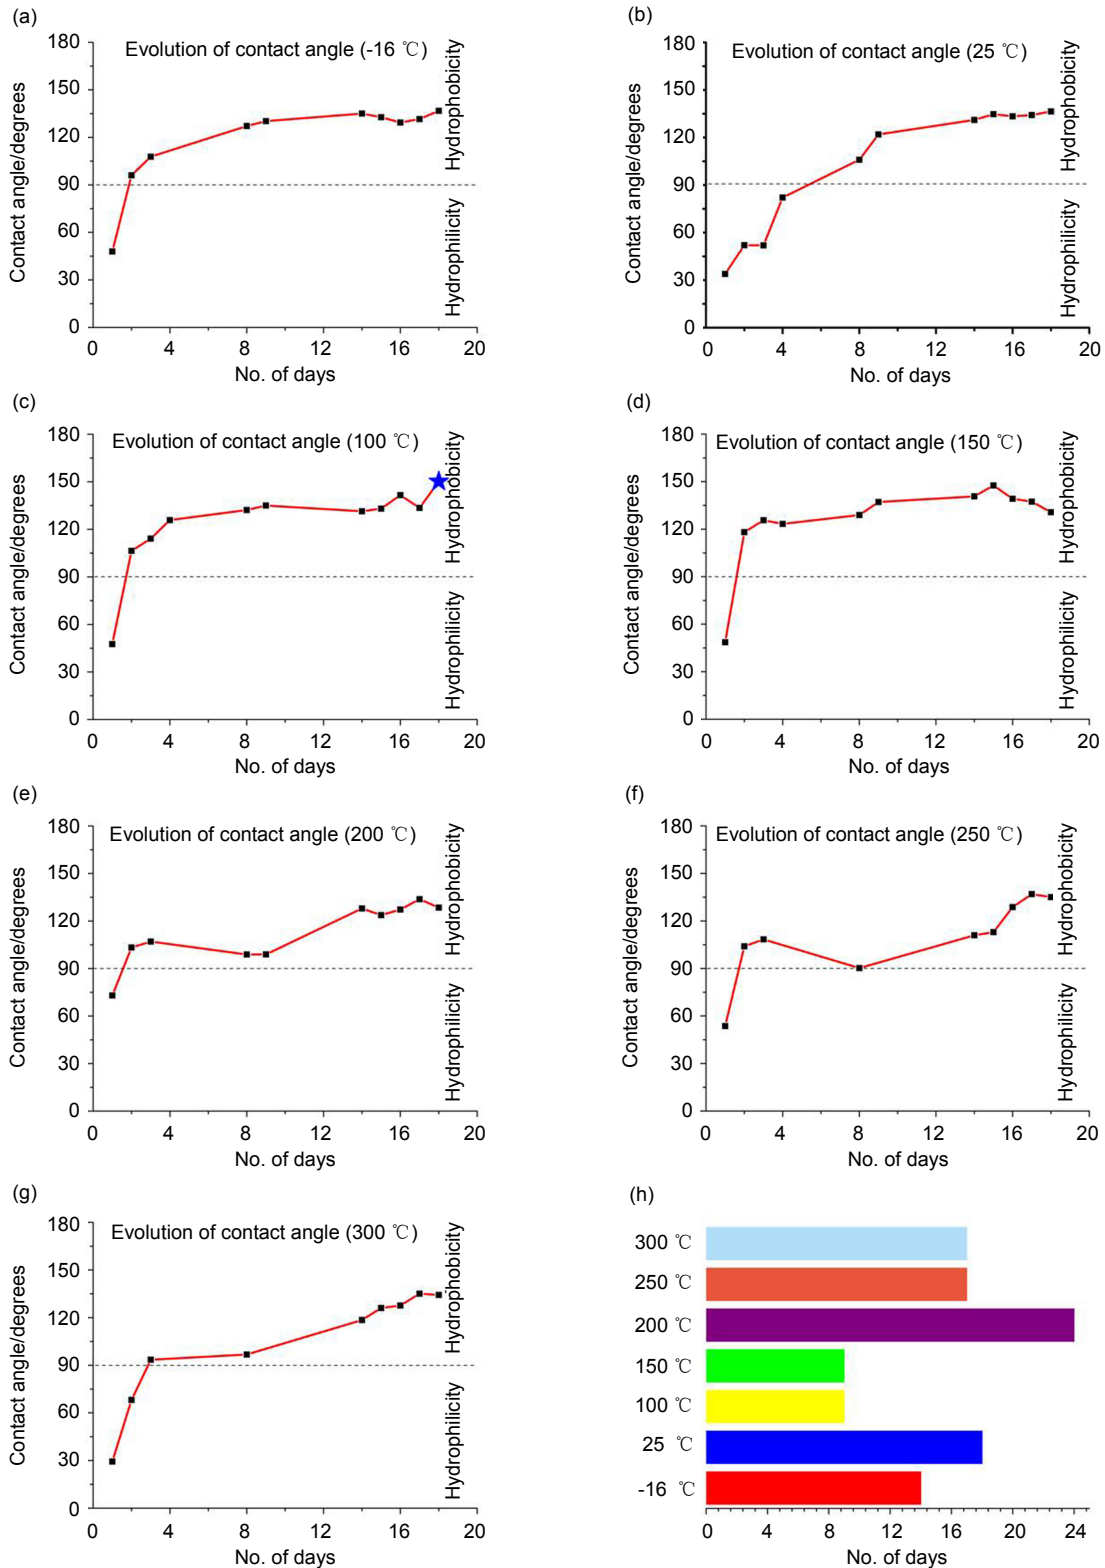 (a)
Evolution of contact angle (-16 ℃)
180
150
120
90
60
30
0
Contact angle/degrees
Hydrophobicity
Hydrophilicity
0 4 8 12 16 20
No. of days
(b)
Evolution of contact angle (25 ℃)
180
150
120
90
60
30
0
Contact angle/degrees
Hydrophobicity
Hydrophilicity
0 4 8 12 16 20
No. of days
(c)
Evolution of contact angle (100 ℃)
180
150
120
90
60
30
0
Contact angle/degrees
Hydrophobicity
Hydrophilicity
0 4 8 12 16 20
No. of days
(d)
Evolution of contact angle (150 ℃)
180
150
120
90
60
30
0
Contact angle/degrees
Hydrophobicity
Hydrophilicity
0 4 8 12 16 20
No. of days
(e)
Evolution of contact angle (200 ℃)
180
150
120
90
60
30
0
Contact angle/degrees
Hydrophobicity
Hydrophilicity
0 4 8 12 16 20
No. of days
(f)
Evolution of contact angle (250 ℃)
180
150
120
90
60
30
0
Contact angle/degrees
Hydrophobicity
Hydrophilicity
0 4 8 12 16 20
No. of days
(g)
Evolution of contact angle (300 ℃)
180
150
120
90
60
30
0
Contact angle/degrees
Hydrophobicity
Hydrophilicity
0 4 8 12 16 20
No. of days
(h)
300 ℃
250 ℃
200 ℃
150 ℃
100 ℃
25 ℃
-16 ℃
0 4 8 12 16 20 24
No. of days